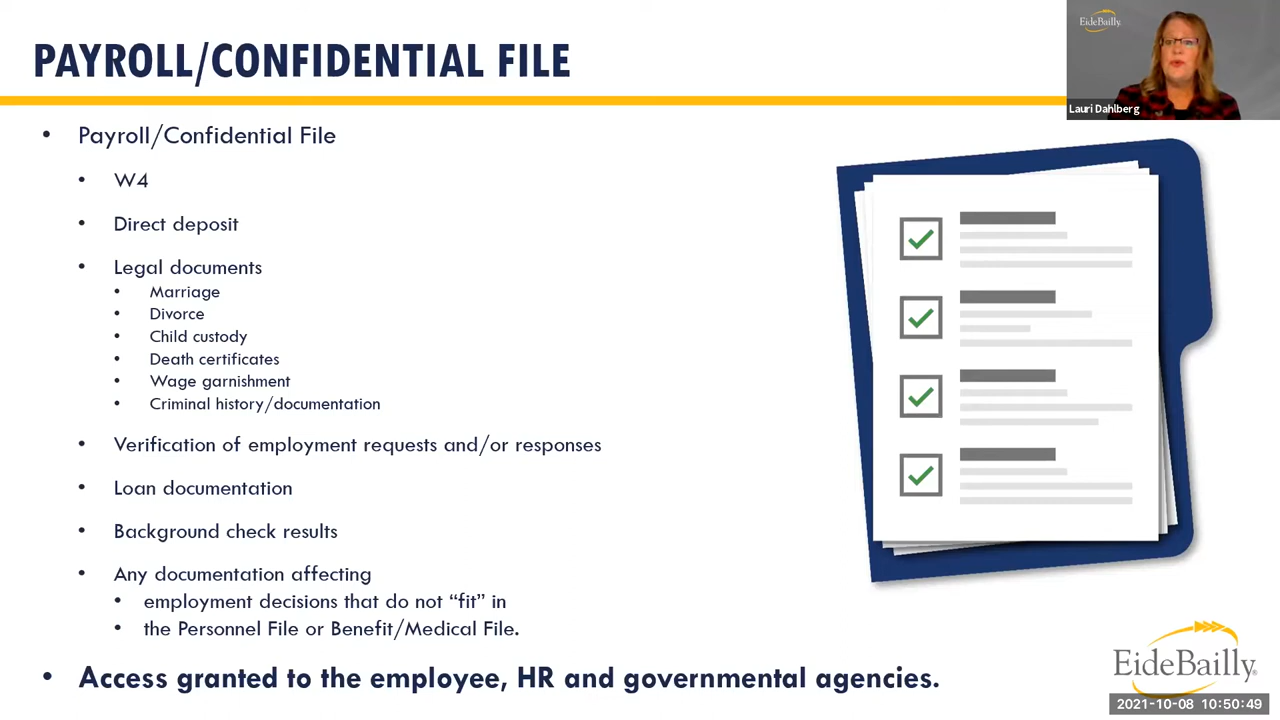 PAYROLL/CONFIDENTIAL FILE
EideBailly
Lauri Dahlberg
• Payroll/Confidential File
• W4
• Direct deposit
• Legal documents
• Marriage
• Divorce
• Child custody
• Death certificates
• Wage garnishment
• Criminal history/documentation
• Verification of employment requests and/or responses
• Loan documentation
• Background check results
• Any documentation affecting
• employment decisions that do not “fit” in
• the Personnel File or Benefit/Medical File.
• Access granted to the employee, HR and governmental agencies.
EideBailly®
2021-10-08 10:50:49